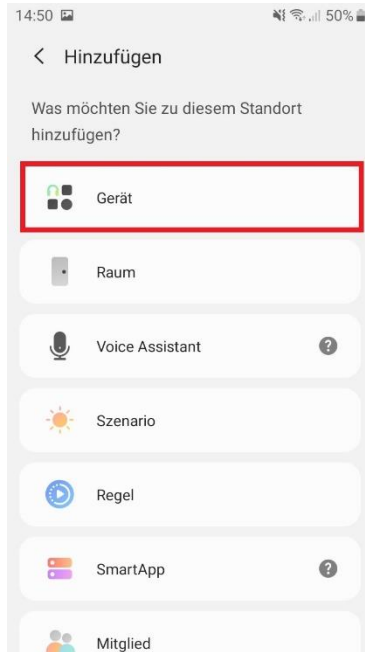 14:50 50%
Hinzufügen
Was möchten Sie zu diesem Standort
hinzufügen?
Gerät
Raum
Voice Assistant ?
Szenario
Regel
SmartApp ?
Mitglied